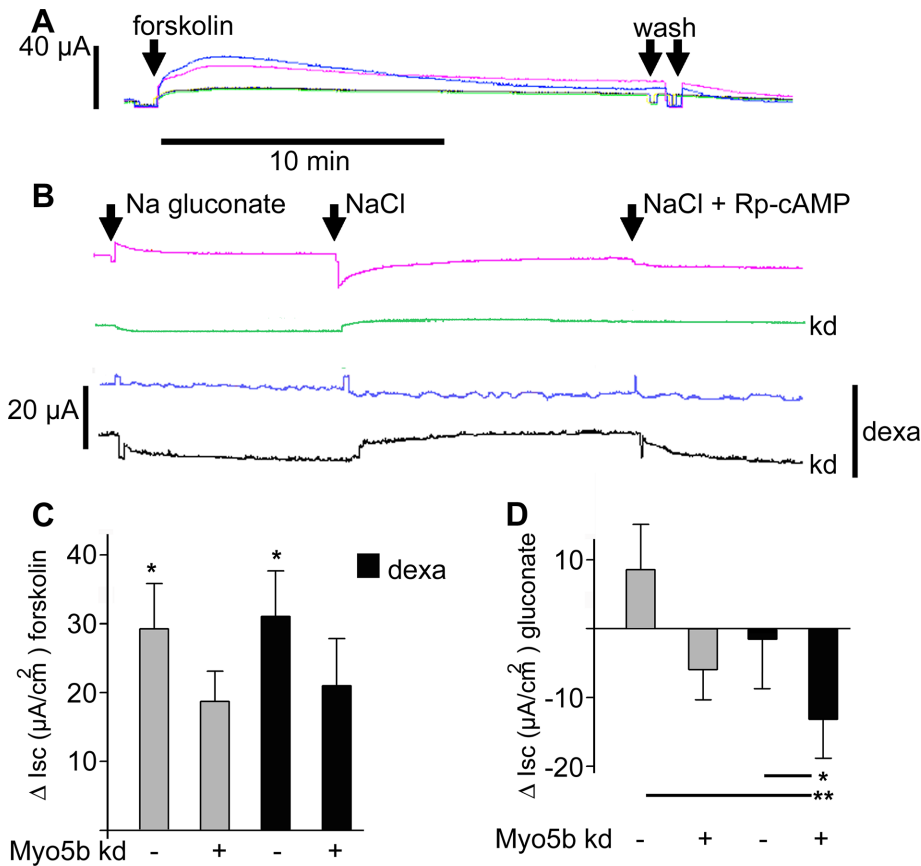 A
forskolin
wash
40 µA
10 min
B
Na gluconate
NaCl
NaCl + Rp-cAMP
kd
20 µA
dexa
kd
C
Δ Isc (µA/cm2) forskolin
40
30
20
10
*
*
dexa
Myo5b kd - + - +
D
Δ Isc (µA/cm2) gluconate
10
-10
-20
*
**
Myo5b kd - + - +